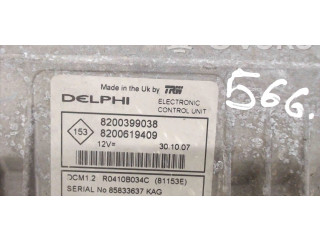 Made in the Uk by TRW
DELPHI
ELECTRONIC
CONTROL UNIT
566.
153
8200399038
8200619409
12V= 30.10.07
DCM1.2 R0410B034C (81153E)
SERIAL No 85833637 KAG